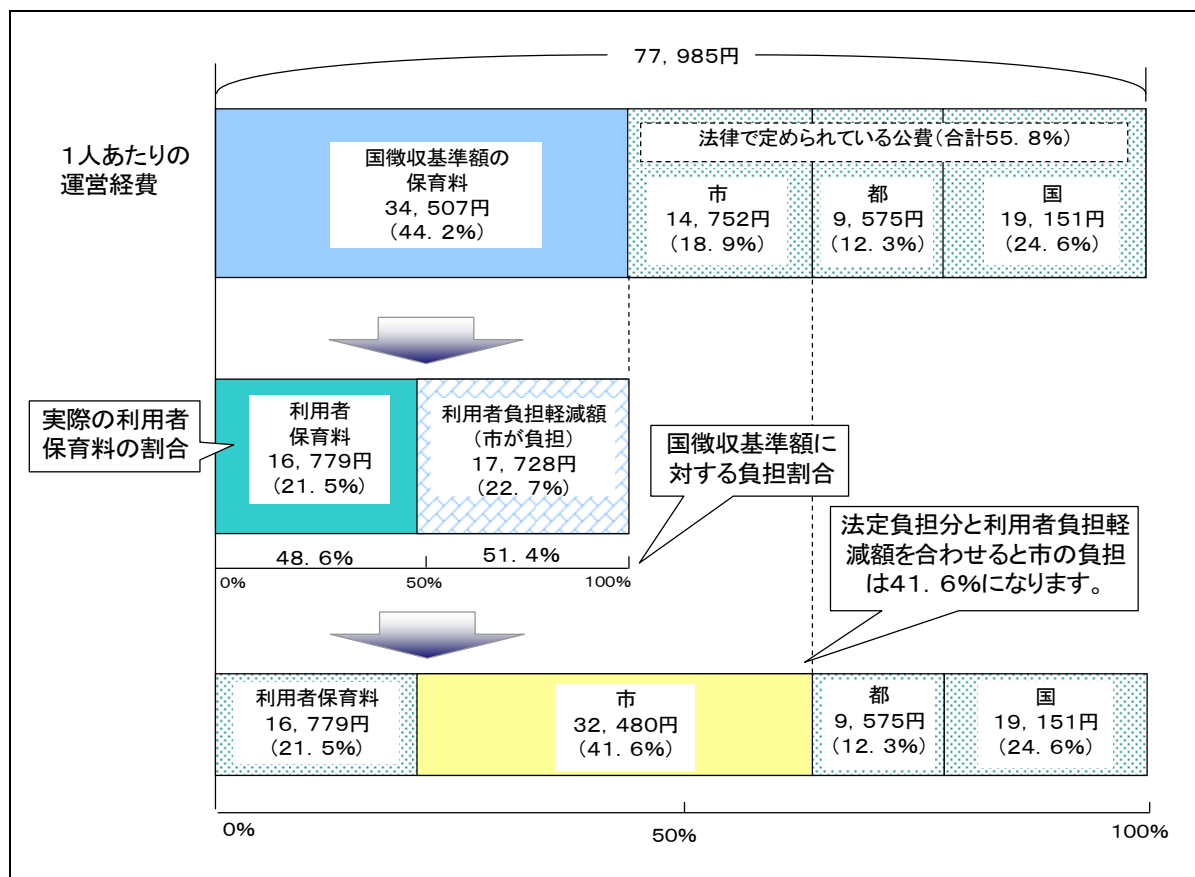 77，985円
１人あたりの
運営経費
国徴収基準額の
保育料
34，507円
(44．2%)
法律で定められている公費(合計55．8%)
市
14，752円
(18．9%)
都
9，575円
(12．3%)
国
19，151円
(24．6%)
実際の利用者
保育料の割合
利用者
保育料
16，779円
(21．5%)
利用者負担軽減額
(市が負担)
17，728円
(22．7%)
国徴収基準額に
対する負担割合
48．6%
51．4%
0%
50%
100%
法定負担分と利用者負担軽
減額を合わせると市の負担
は41．6%になります。
利用者保育料
16，779円
(21．5%)
市
32，480円
(41．6%)
都
9，575円
(12．3%)
国
19，151円
(24．6%)
0%
50%
100%